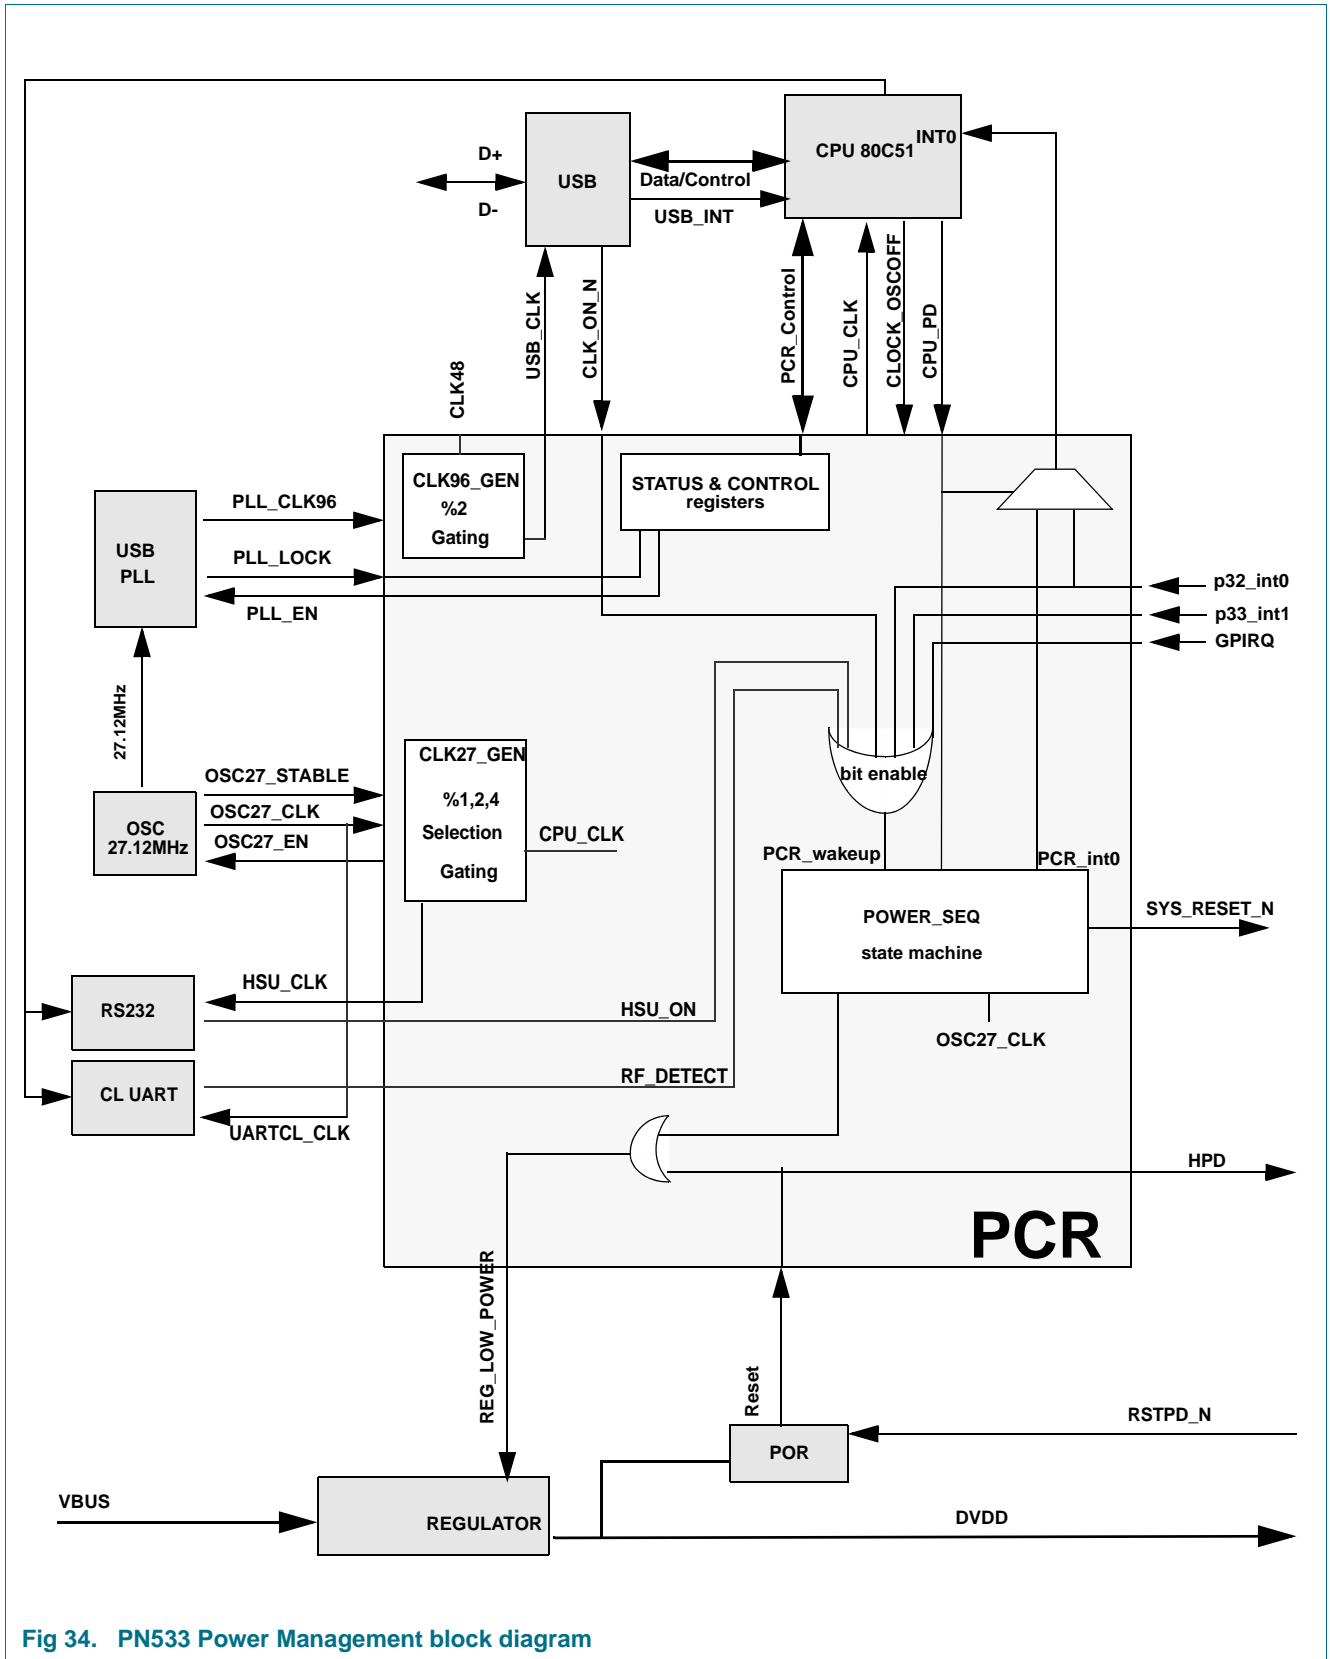 CPU 80C51
INT0
D+
D-
USB
Data/Control
USB_INT
USB_CLK
CLK_ON_N
PCR_Control
CPU_CLK
CLOCK_OSCOFF
CPU_PD
CLK48
CLK96_GEN
%2
Gating
STATUS & CONTROL
registers
USB
PLL
PLL_CLK96
PLL_LOCK
PLL_EN
p32_int0
p33_int1
GPIRQ
27.12MHz
CLK27_GEN
%1,2,4
Selection
Gating
CPU_CLK
bit enable
OSC27_STABLE
OSC27_CLK
OSC27_EN
OSC
27.12MHz
PCR_wakeup
PCR_int0
POWER_SEQ
state machine
SYS_RESET_N
HSU_CLK
RS232
HSU_ON
OSC27_CLK
CL UART
RF_DETECT
UARTCL_CLK
HPD
PCR
REG_LOW_POWER
Reset
RSTPD_N
POR
VBUS
REGULATOR
DVDD
Fig 34. PN533 Power Management block diagram